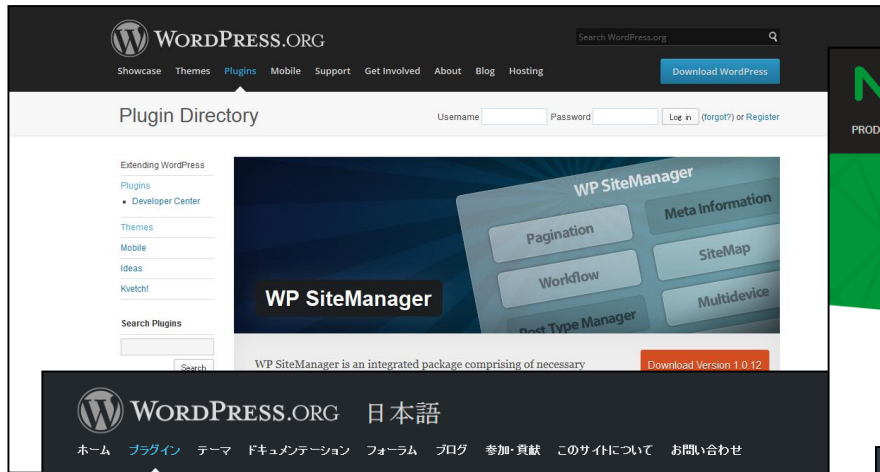 WORDPRESS.ORG
Search WordPress.org
Showcase Themes Plugins Mobile Support Get Involved About Blog Hosting
Download WordPress
PROD
Plugin Directory
Username
Password
Log in (forgot?) or Register
Extending WordPress
Plugins
Developer Center
Themes
Mobile
Ideas
Kvetch!
Search Plugins
Search
WP SiteManager
Pagination
Meta Information
Workflow
SiteMap
Post Type Manager
Multidevice
WP SiteManager
WP SiteManager is an integrated package comprising of necessary
Download Version 1.0.12
WORDPRESS.ORG 日本語
ホーム プラグイン テーマ ドキュメンテーション フォーラム ブログ 参加・貢献 このサイトについて お問い合わせ